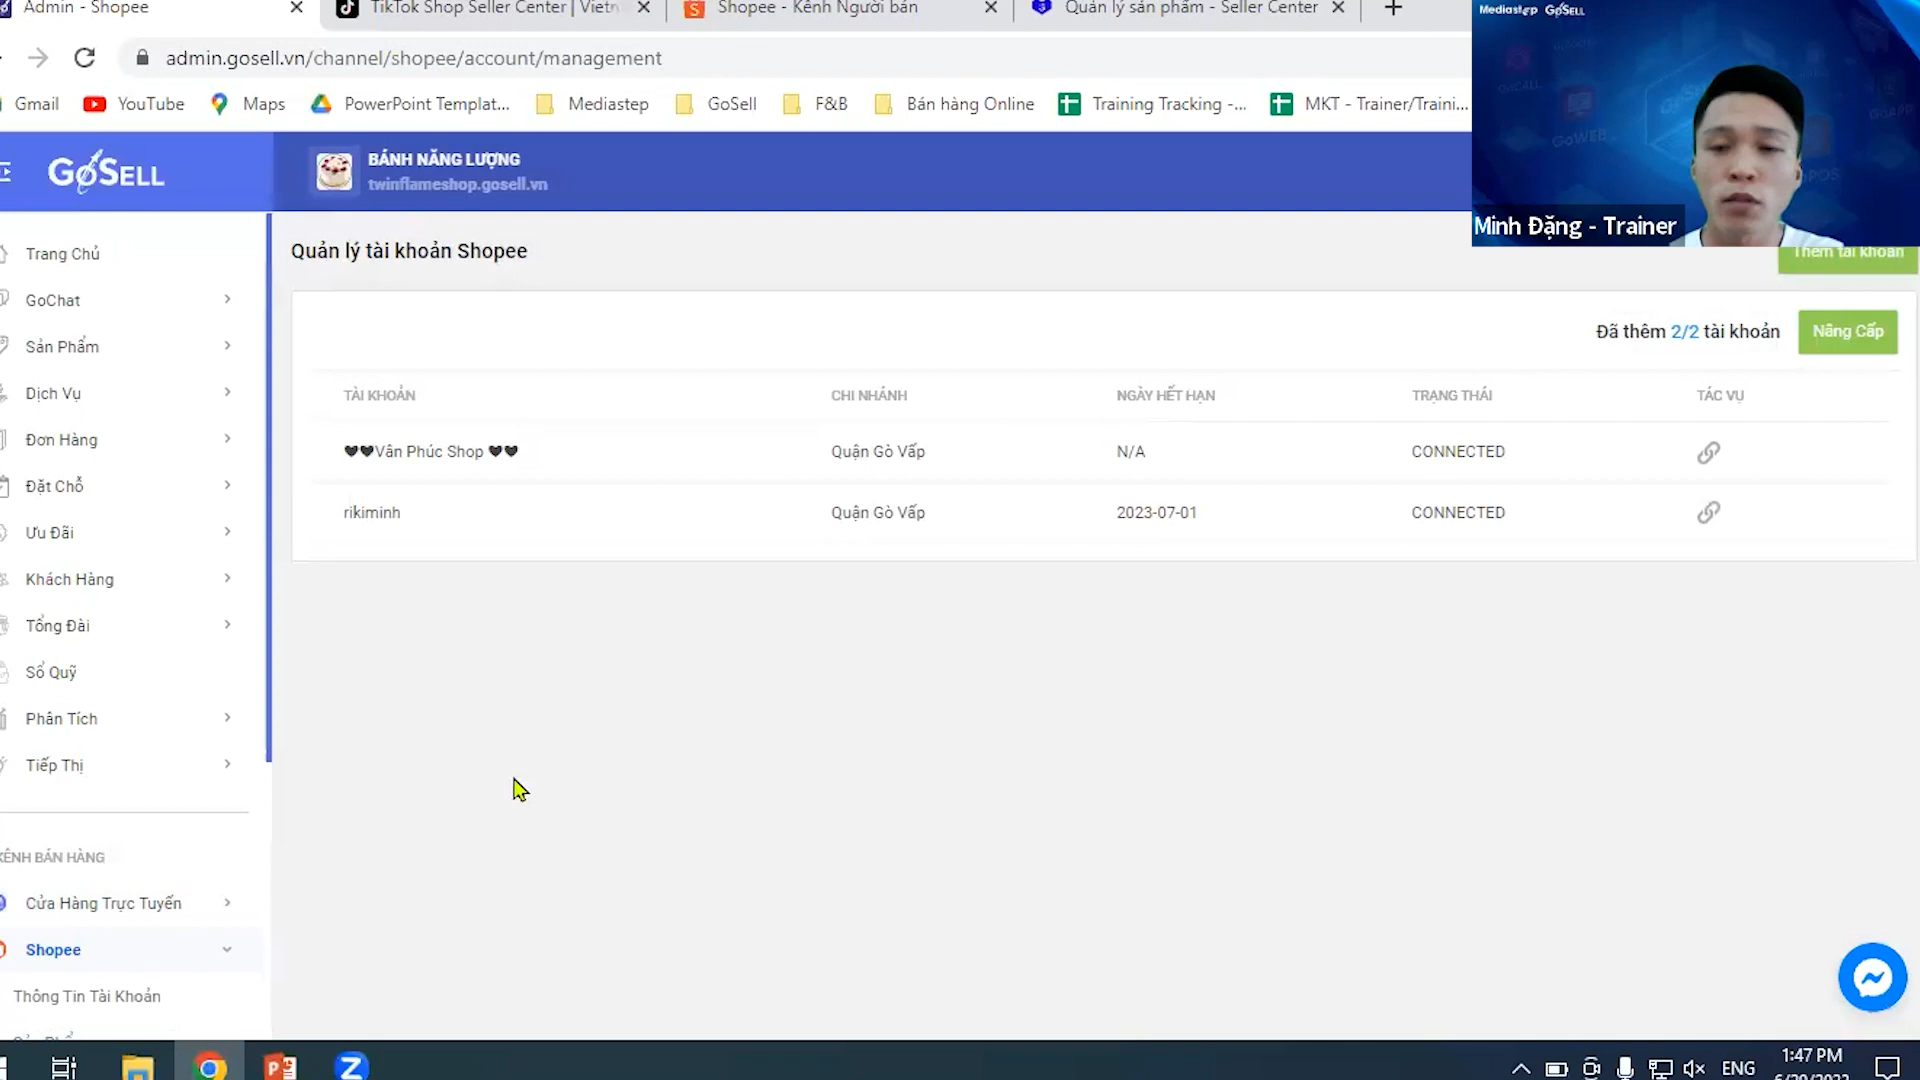 Admin - Shopee
TikTok Shop Seller Center | Vietn
Shopee - Kênh Người bán
Quản lý sản phẩm - Seller Center
admin.gosell.vn/channel/shopee/account/management
Gmail
YouTube
Maps
PowerPoint Templat...
Mediastep
GoSell
F&B
Bán hàng Online
Training Tracking -...
MKT - Trainer/Traini...
Mediastep GoSELL
Minh Đặng - Trainer
GoSELL
BÁNH NĂNG LƯỢNG
twinflameshop.gosell.vn
Trang Chủ
GoChat
Sản Phẩm
Dịch Vụ
Đơn Hàng
Đặt Chỗ
Ưu Đãi
Khách Hàng
Tổng Đài
Sổ Quỹ
Phân Tích
Tiếp Thị
KÊNH BÁN HÀNG
Cửa Hàng Trực Tuyến
Shopee
Thông Tin Tài Khoản
Quản lý tài khoản Shopee
Thêm tài khoản
Đã thêm 2/2 tài khoản
Nâng Cấp
TÀI KHOẢN CHI NHÁNH NGÀY HẾT HẠN TRẠNG THÁI TÁC VỤ
♥♥Vân Phúc Shop ♥♥ Quận Gò Vấp N/A CONNECTED
rikiminh Quận Gò Vấp 2023-07-01 CONNECTED
ENG
1:47 PM